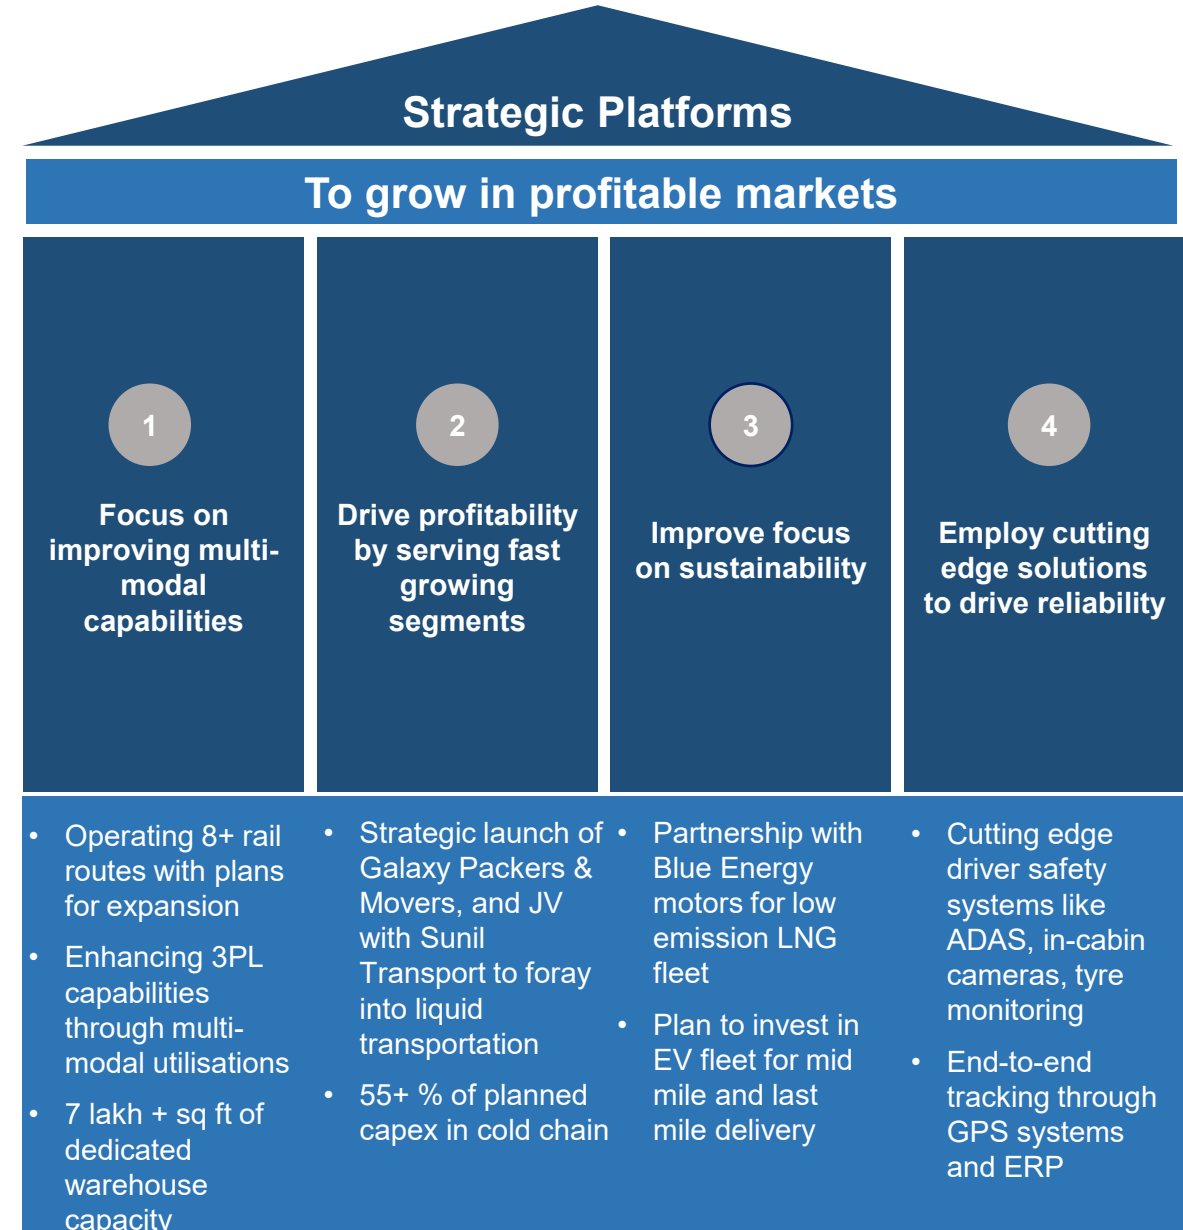 Strategic Platforms
To grow in profitable markets
1
Focus on
improving multi-
modal
capabilities
2
Drive profitability
by serving fast
growing
segments
3
Improve focus
on sustainability
4
Employ cutting
edge solutions
to drive reliability
• Operating 8+ rail
routes with plans
for expansion
• Enhancing 3PL
capabilities
through multi-
modal utilisations
• 7 lakh + sq ft of
dedicated
warehouse
capacity
• Strategic launch of
Galaxy Packers &
Movers, and JV
with Sunil
Transport to foray
into liquid
transportation
• 55+ % of planned
capex in cold chain
• Partnership with
Blue Energy
motors for low
emission LNG
fleet
• Plan to invest in
EV fleet for mid
mile and last
mile delivery
• Cutting edge
driver safety
systems like
ADAS, in-cabin
cameras, tyre
monitoring
• End-to-end
tracking through
GPS systems
and ERP